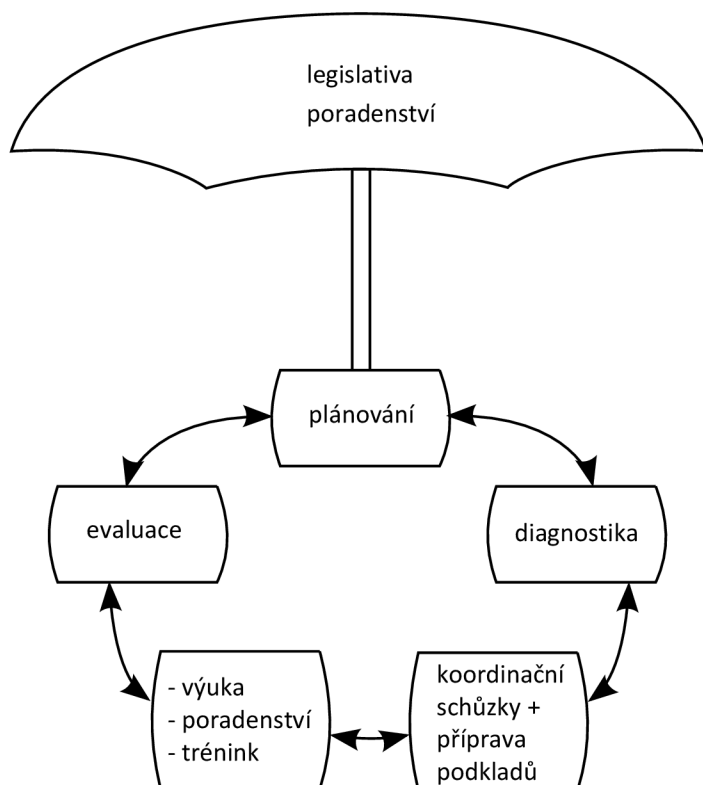 legislativa
poradenství
plánování
evaluace
diagnostika
- výuka
- poradenství
- trénink
koordinační
schůzky +
příprava
podkladů